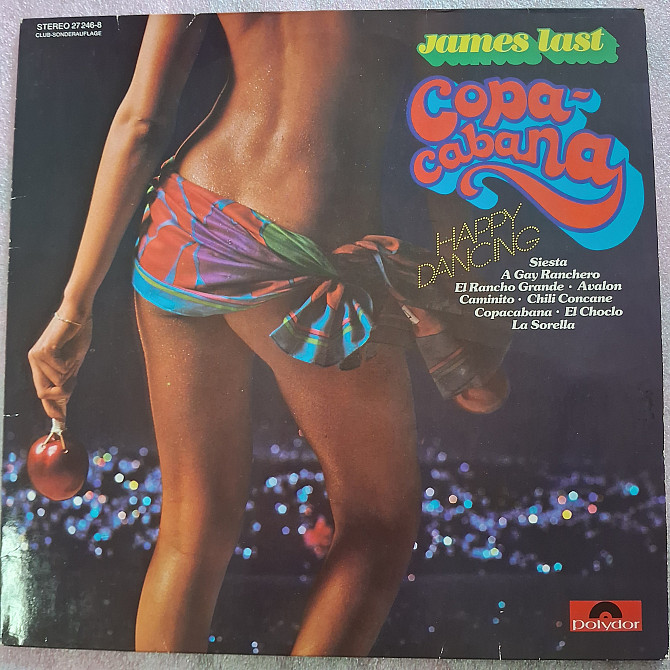 STEREO 27 246-8
CLUB-SONDERAUFLAGE
james last
Copa-
cabana
HAPPY
DANCING
Siesta
A Gay Ranchero
El Rancho Grande · Avalon
Caminito · Chili Concane
Copacabana · El Choclo
La Sorella
polydor